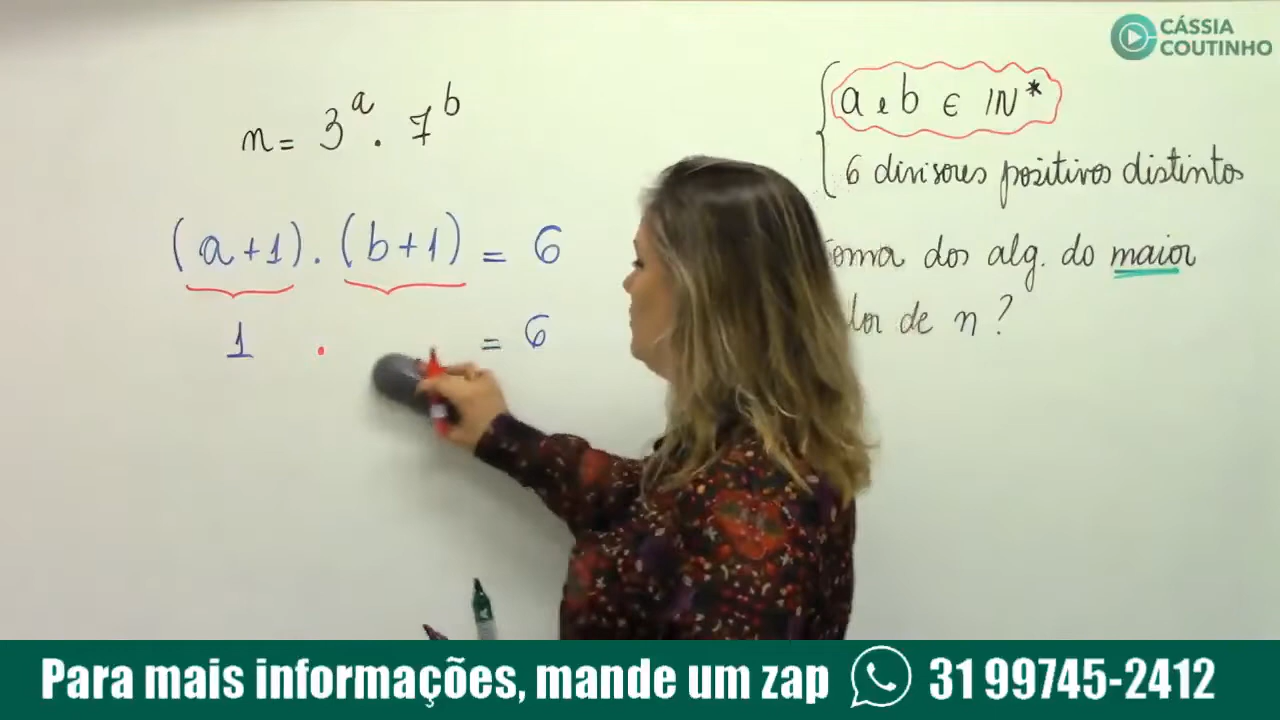 CÁSSIA
COUTINHO
n = 3^a . 7^b
(a+1) . (b+1) = 6
1 . = 6
a e b ∈ IN*
6 divisores positivos distintos
dos alg. do maior
de n ?
Para mais informações, mande um zap 31 99745-2412